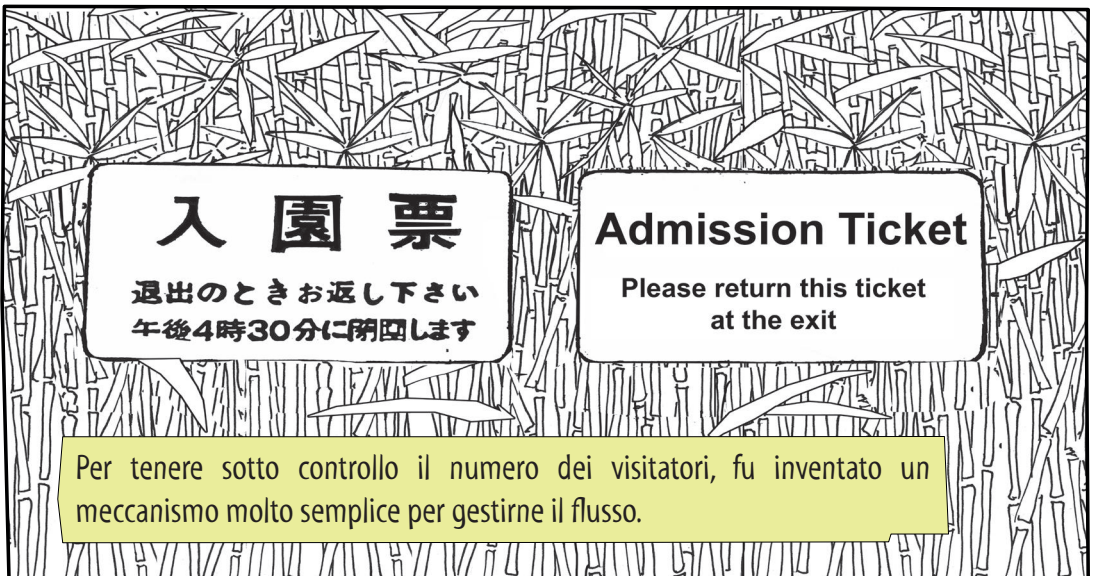 入園票
退出のときお返し下さい
午後4時30分に閉園します
Admission Ticket
Please return this ticket
at the exit
Per tenere sotto controllo il numero dei visitatori, fu inventato un
meccanismo molto semplice per gestirne il flusso.